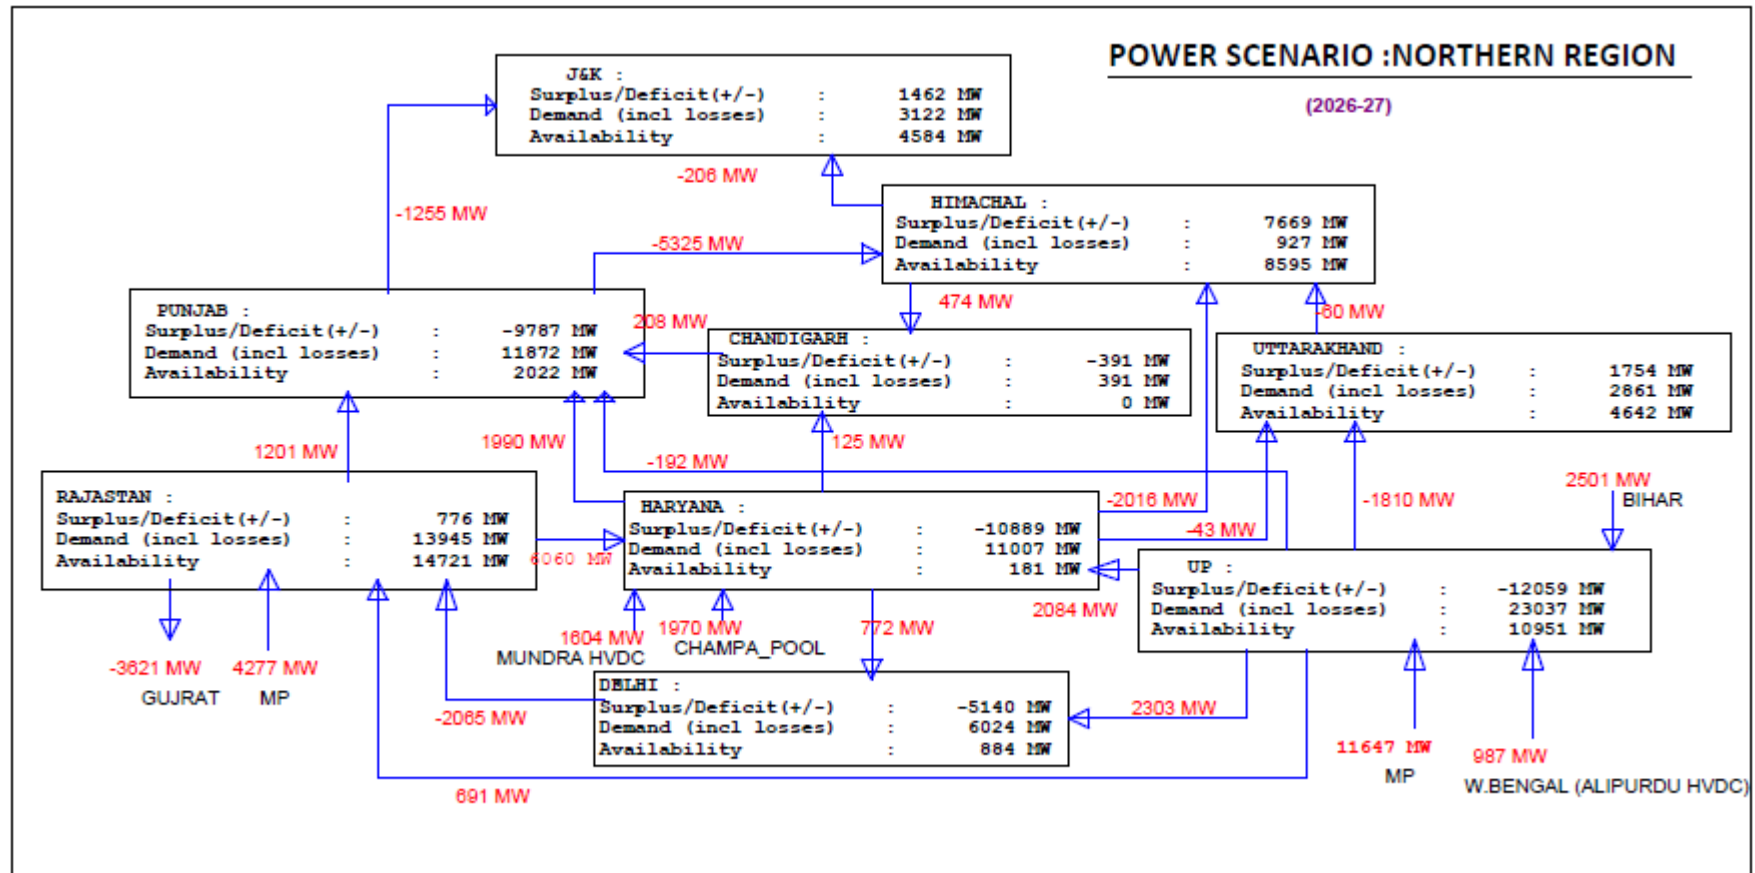 POWER SCENARIO :NORTHERN REGION
(2026-27)
J&K :
Surplus/Deficit(+/-) : 1462 MW
Demand (incl losses) : 3122 MW
Availability : 4584 MW
-206 MW
-1255 MW
HIMACHAL :
Surplus/Deficit(+/-) : 7669 MW
Demand (incl losses) : 927 MW
Availability : 8595 MW
-5325 MW
474 MW
-60 MW
PUNJAB :
Surplus/Deficit(+/-) : -9787 MW
Demand (incl losses) : 11872 MW
Availability : 2022 MW
208 MW
CHANDIGARH :
Surplus/Deficit(+/-) : -391 MW
Demand (incl losses) : 391 MW
Availability : 0 MW
UTTARAKHAND :
Surplus/Deficit(+/-) : 1754 MW
Demand (incl losses) : 2861 MW
Availability : 4642 MW
1201 MW
1990 MW
125 MW
-192 MW
-2016 MW
-43 MW
-1810 MW
2501 MW
BIHAR
RAJASTAN :
Surplus/Deficit(+/-) : 776 MW
Demand (incl losses) : 13945 MW
Availability : 14721 MW
6060 MW
HARYANA :
Surplus/Deficit(+/-) : -10889 MW
Demand (incl losses) : 11007 MW
Availability : 181 MW
UP :
Surplus/Deficit(+/-) : -12059 MW
Demand (incl losses) : 23037 MW
Availability : 10951 MW
2084 MW
1604 MW
MUNDRA HVDC
1970 MW
CHAMPA_POOL
772 MW
-3621 MW
GUJRAT
4277 MW
MP
-2065 MW
DELHI :
Surplus/Deficit(+/-) : -5140 MW
Demand (incl losses) : 6024 MW
Availability : 884 MW
2303 MW
11647 MW
MP
987 MW
W.BENGAL (ALIPURDU HVDC)
691 MW